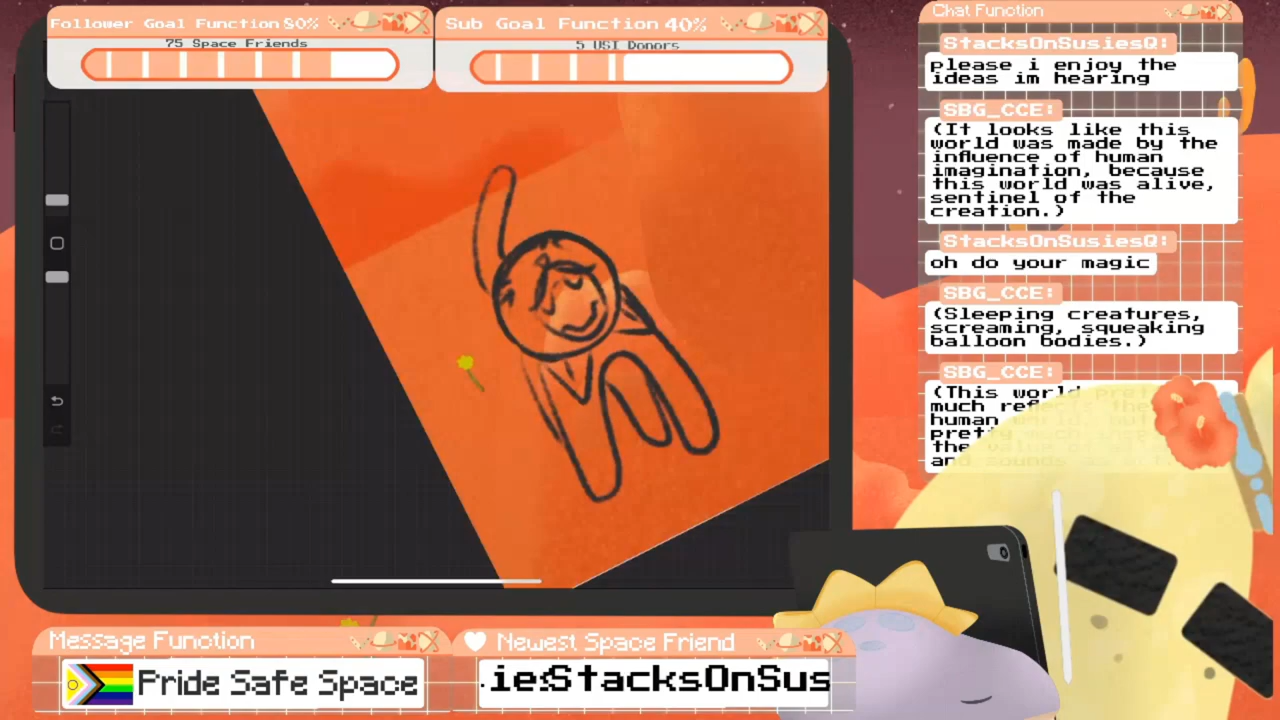 Follower Goal Function 80%
75 Space Friends
Sub Goal Function 40%
5 USI Donors
Chat Function
StacksOnSusiesQ:
please i enjoy the
ideas im hearing
SBG_CCE:
(It looks like this
world was made by the
influence of human
imagination, because
this world was alive,
sentinel of the
creation.)
StacksOnSusiesQ:
oh do your magic
SBG_CCE:
(Sleeping creatures,
screaming, squeaking
balloon bodies.)
SBG_CCE:
(This world
much
human
the
and
Message Function
Pride Safe Space
Newest Space Friend
StacksOnSus